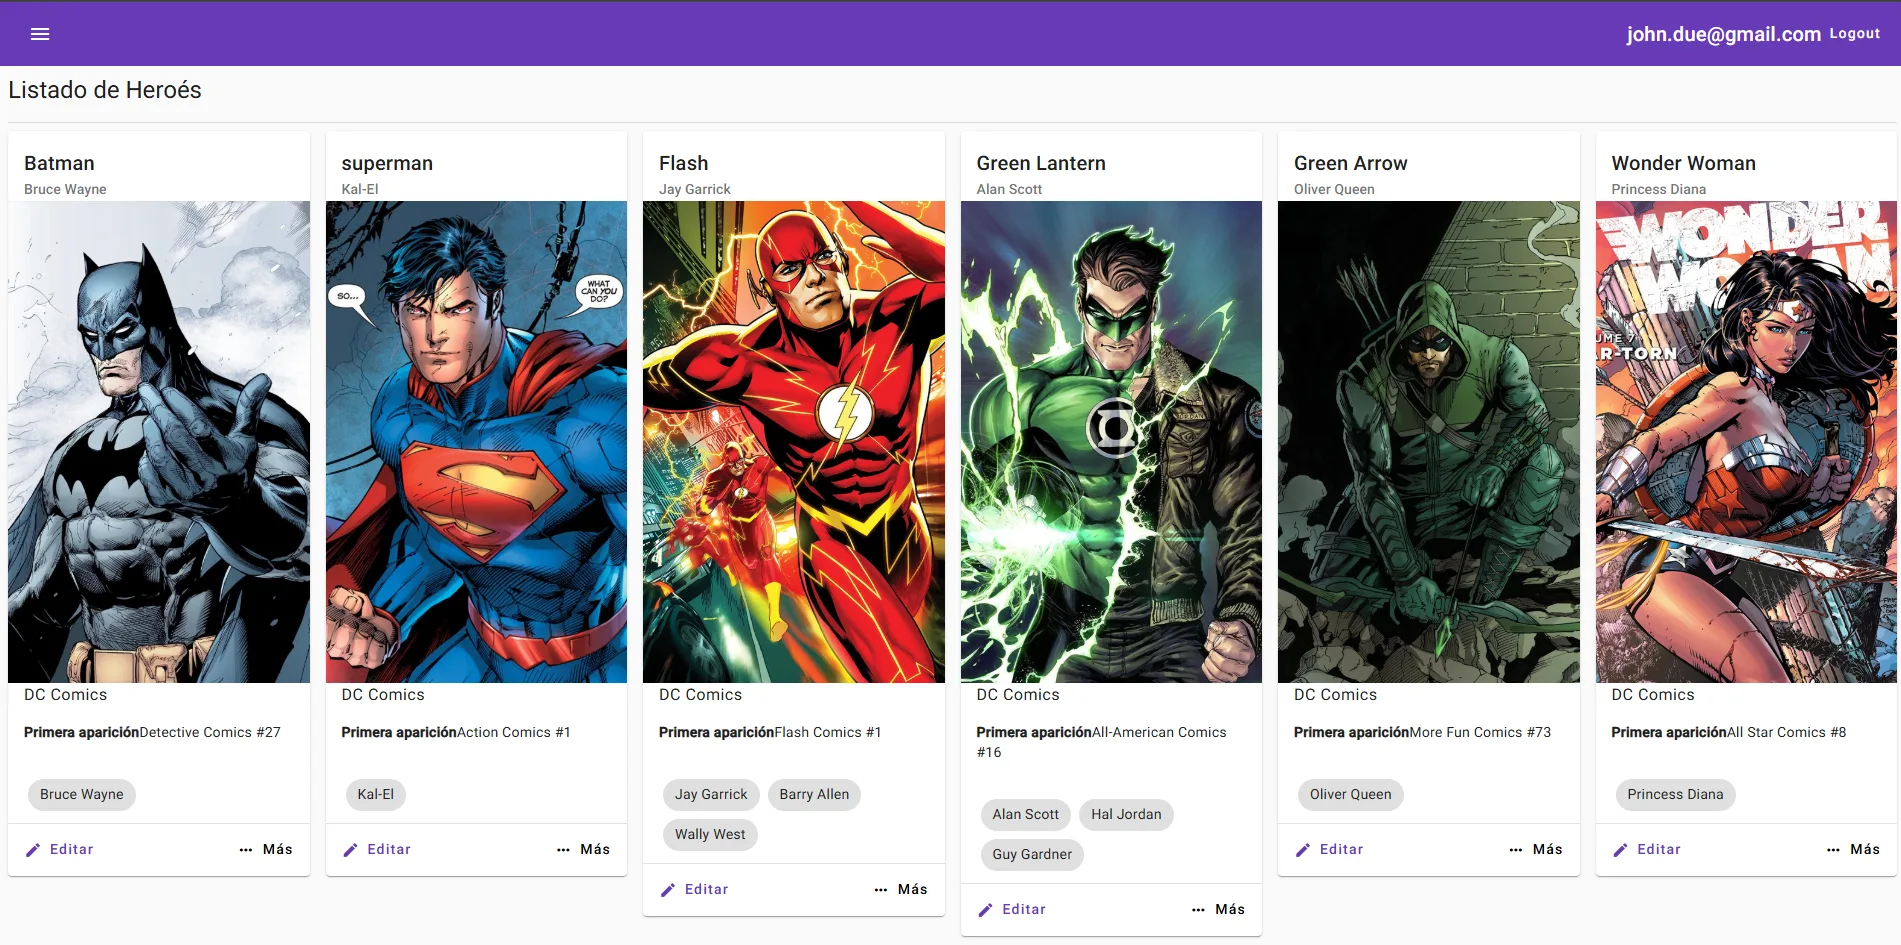 john.due@gmail.com Logout
Listado de Heroés
Batman
Bruce Wayne
DC Comics
Primera apariciónDetective Comics #27
Bruce Wayne
Editar
Más
superman
Kal-El
SO...
WHAT
CAN YOU
DO?
DC Comics
Primera apariciónAction Comics #1
Kal-El
Editar
Más
Flash
Jay Garrick
DC Comics
Primera apariciónFlash Comics #1
Jay Garrick Barry Allen
Wally West
Editar
Más
Green Lantern
Alan Scott
JORDAN
DC Comics
Primera apariciónAll-American Comics
#16
Alan Scott Hal Jordan
Guy Gardner
Editar
Más
Green Arrow
Oliver Queen
DC Comics
Primera apariciónMore Fun Comics #73
Oliver Queen
Editar
Más
Wonder Woman
Princess Diana
WONDER
WOMAN
UME 7
R-TORN
DC Comics
Primera apariciónAll Star Comics #8
Princess Diana
Editar
Más